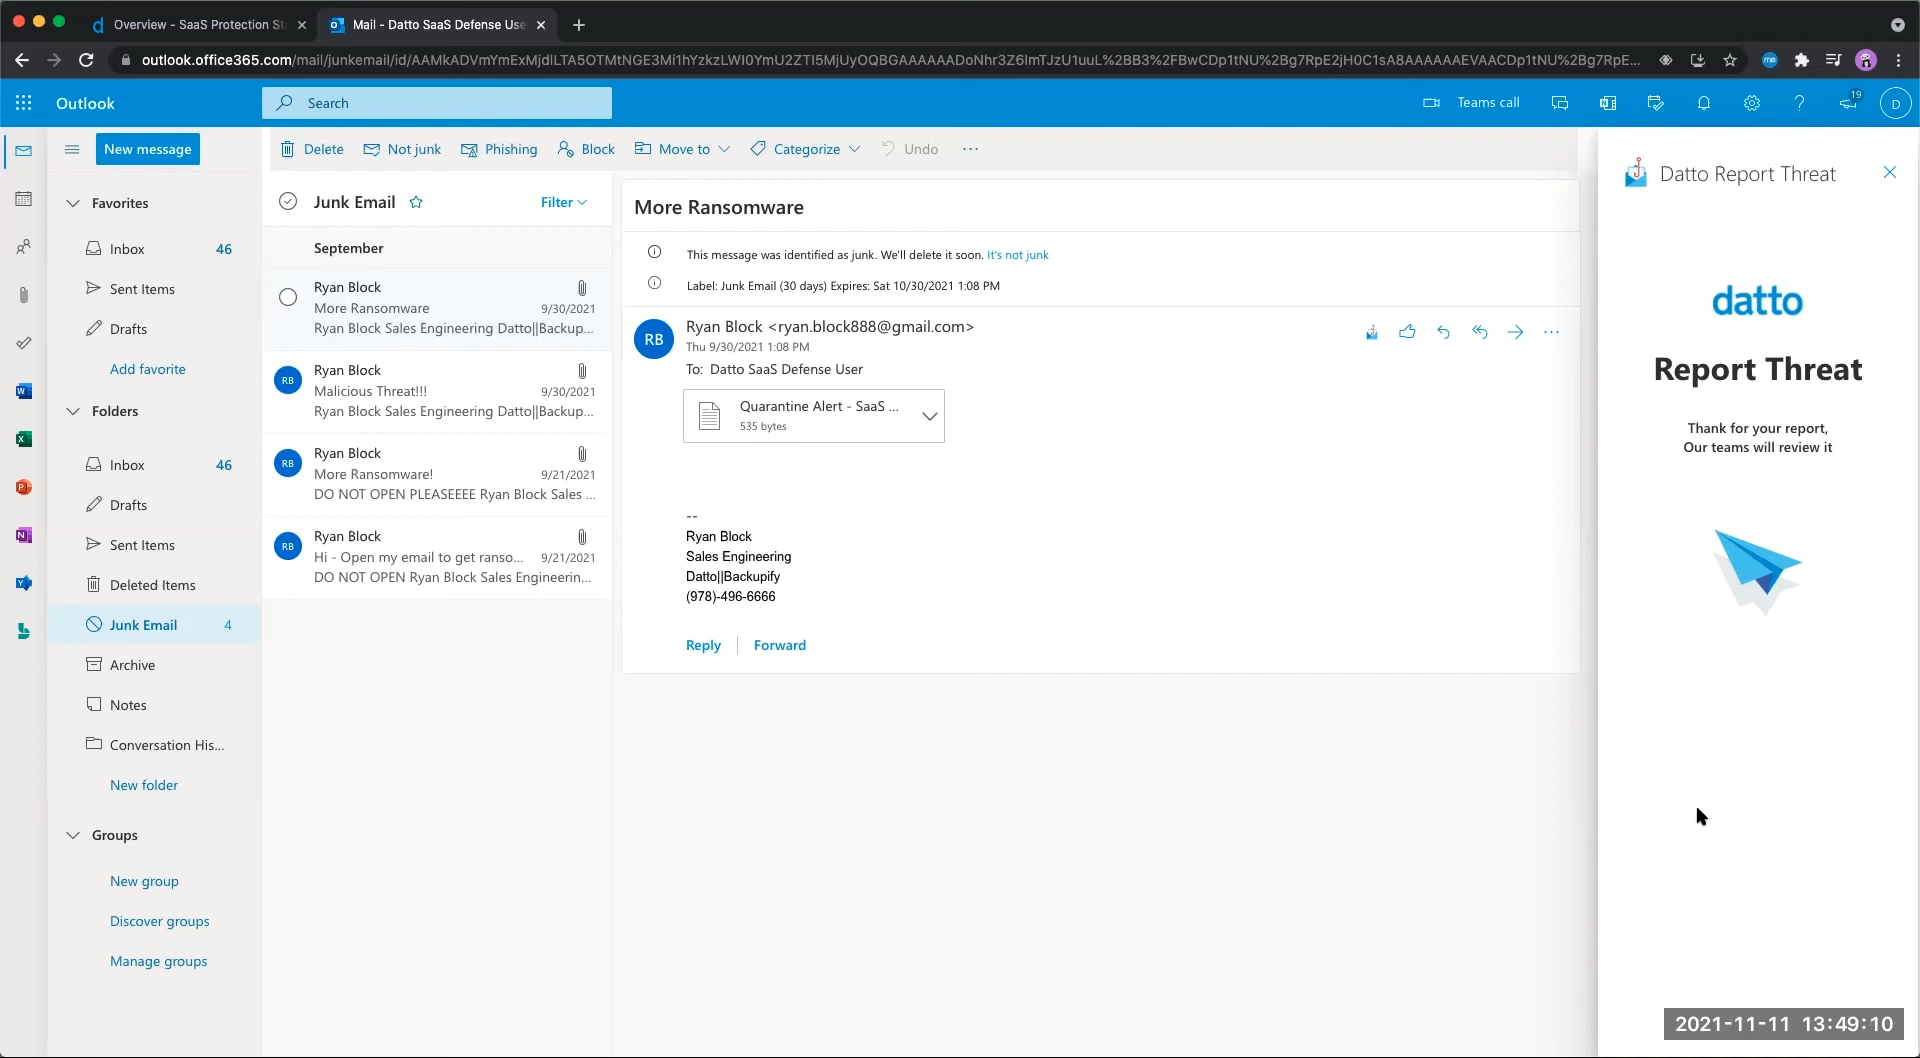 Overview - SaaS Protection St
Mail - Datto SaaS Defense Use
outlook.office365.com/mail/junkemail/id/
Outlook
Search
Teams call
19
D
New message
Delete
Not junk
Phishing
Block
Move to
Categorize
Undo
Favorites
Inbox 46
Sent Items
Drafts
Add favorite
Folders
Inbox 46
Drafts
Sent Items
Deleted Items
Junk Email 4
Archive
Notes
Conversation His...
New folder
Groups
New group
Discover groups
Manage groups
Junk Email
Filter
September
Ryan Block
More Ransomware 9/30/2021
Ryan Block Sales Engineering Datto||Backup...
RB
Ryan Block
Malicious Threat!!! 9/30/2021
Ryan Block Sales Engineering Datto||Backup...
RB
Ryan Block
More Ransomware! 9/21/2021
DO NOT OPEN PLEASEEEE Ryan Block Sales ...
RB
Ryan Block
Hi - Open my email to get ranso... 9/21/2021
DO NOT OPEN Ryan Block Sales Engineerin...
More Ransomware
This message was identified as junk. We'll delete it soon. It's not junk
Label: Junk Email (30 days) Expires: Sat 10/30/2021 1:08 PM
RB
Ryan Block <ryan.block888@gmail.com>
Thu 9/30/2021 1:08 PM
To: Datto SaaS Defense User
Quarantine Alert - SaaS ...
535 bytes
--
Ryan Block
Sales Engineering
Datto||Backupify
(978)-496-6666
Reply
Forward
Datto Report Threat
datto
Report Threat
Thank for your report,
Our teams will review it
2021-11-11 13:49:10